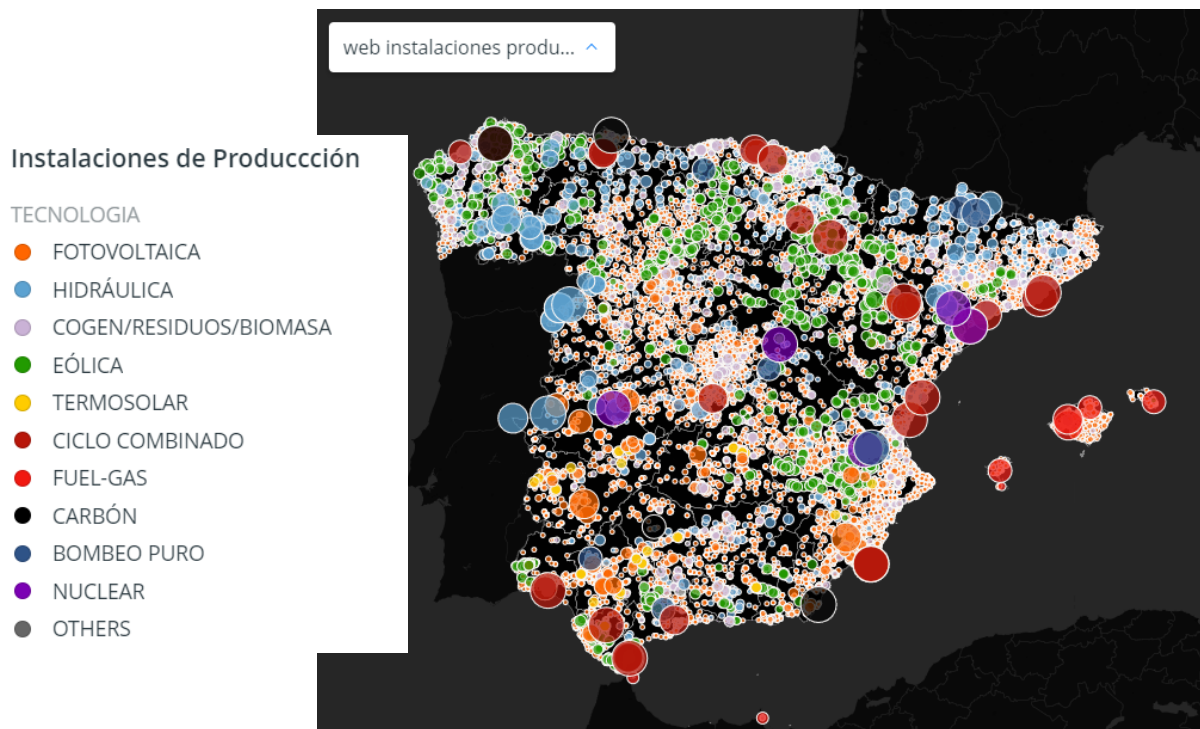 web instalaciones produ...
Instalaciones de Produccción
TECNOLOGIA
FOTOVOLTAICA
HIDRÁULICA
COGEN/RESIDUOS/BIOMASA
EÓLICA
TERMOSOLAR
CICLO COMBINADO
FUEL-GAS
CARBÓN
BOMBEO PURO
NUCLEAR
OTHERS